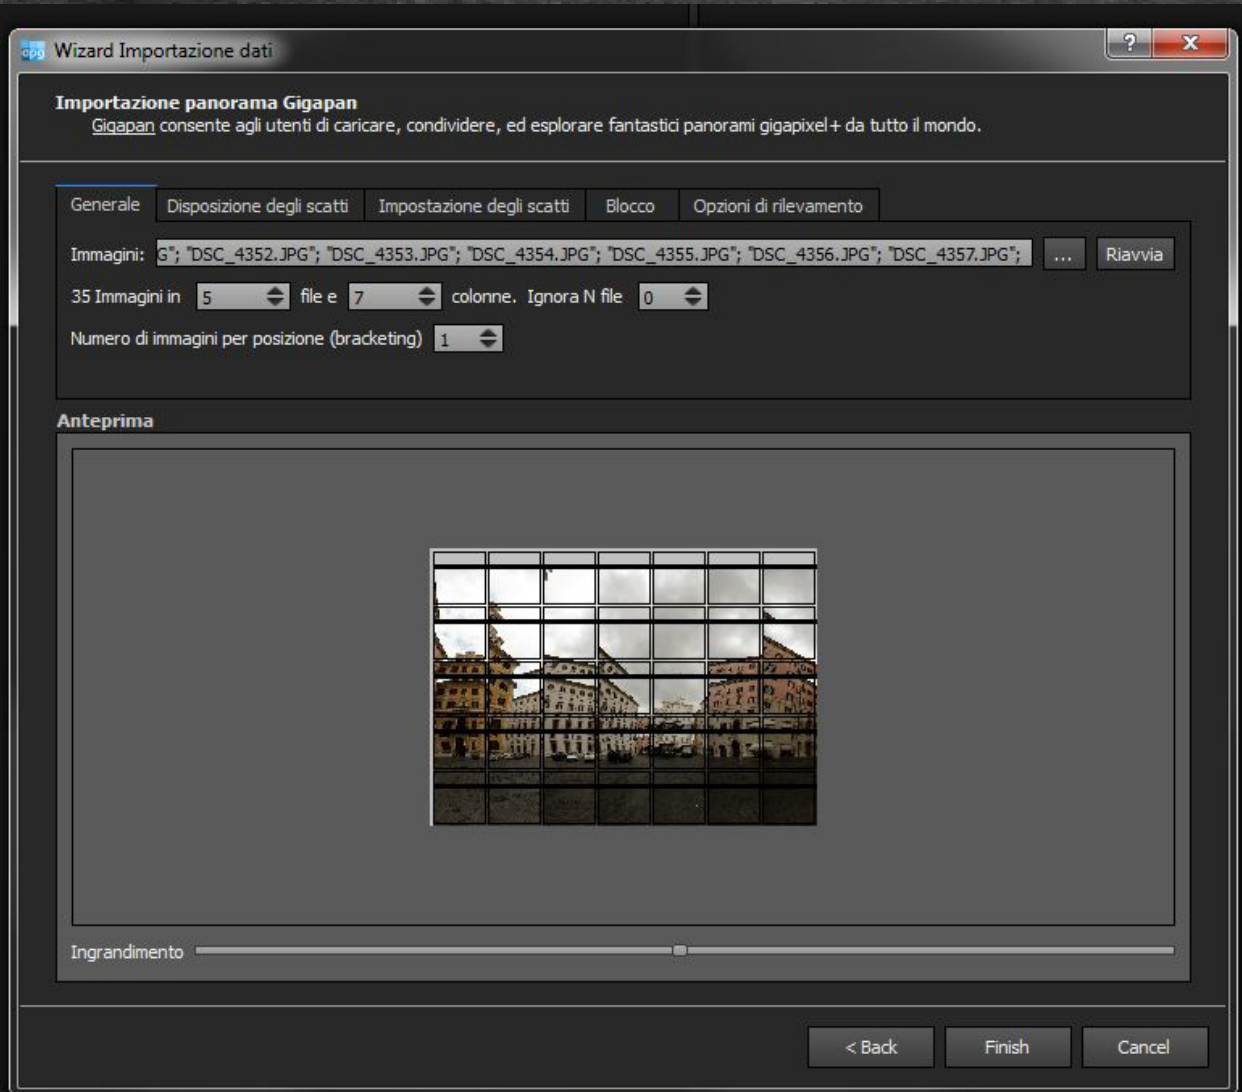 apg Wizard Importazione dati ? X
Importazione panorama Gigapan
Gigapan consente agli utenti di caricare, condividere, ed esplorare fantastici panorami gigapixel+ da tutto il mondo.
Generale Disposizione degli scatti Impostazione degli scatti Blocco Opzioni di rilevamento
Immagini: G"; "DSC_4352.JPG"; "DSC_4353.JPG"; "DSC_4354.JPG"; "DSC_4355.JPG"; "DSC_4356.JPG"; "DSC_4357.JPG"; ... Riavvia
35 Immagini in 5 file e 7 colonne. Ignora N file 0
Numero di immagini per posizione (bracketing) 1
Anteprima
Ingrandimento
< Back Finish Cancel